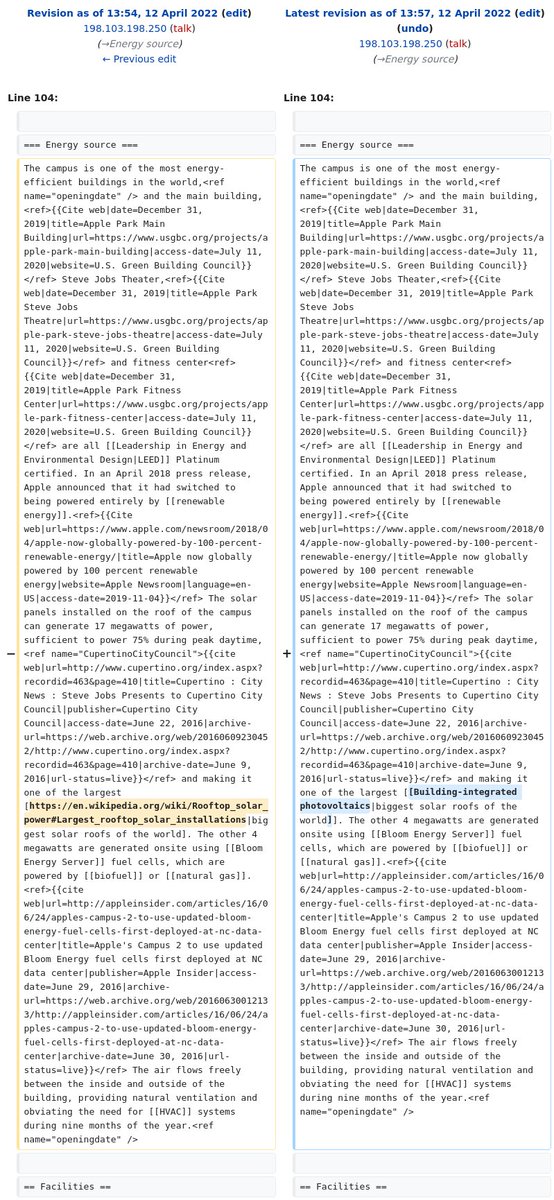 Revision as of 13:54, 12 April 2022 (edit)
198.103.198.250 (talk)
(→Energy source)
← Previous edit
Latest revision as of 13:57, 12 April 2022 (edit)
(undo)
198.103.198.250 (talk)
(→Energy source)
Line 104:
Line 104:
=== Energy source ===
=== Energy source ===
−
The campus is one of the most energy-
efficient buildings in the world,<ref
name="openingdate" /> and the main building,
<ref>{{Cite web|date=December 31,
2019|title=Apple Park Main
Building|url=https://www.usgbc.org/projects/a
pple-park-main-building|access-date=July 11,
2020|website=U.S. Green Building Council}}
</ref> Steve Jobs Theater,<ref>{{Cite
web|date=December 31, 2019|title=Apple Park
Steve Jobs
Theatre|url=https://www.usgbc.org/projects/ap
ple-park-steve-jobs-theatre|access-date=July
11, 2020|website=U.S. Green Building
Council}}</ref> and fitness center<ref>
{{Cite web|date=December 31,
2019|title=Apple Park Fitness
Center|url=https://www.usgbc.org/projects/app
le-park-fitness-center|access-date=July 11,
2020|website=U.S. Green Building Council}}
</ref> are all [[Leadership in Energy and
Environmental Design|LEED]] Platinum
certified. In an April 2018 press release,
Apple announced that it had switched to
being powered entirely by [[renewable
energy]].<ref>{{Cite
web|url=https://www.apple.com/newsroom/2018/0
4/apple-now-globally-powered-by-100-percent-
renewable-energy/|title=Apple now globally
powered by 100 percent renewable
energy|website=Apple Newsroom|language=en-
US|access-date=2019-11-04}}</ref> The solar
panels installed on the roof of the campus
can generate 17 megawatts of power,
sufficient to power 75% during peak daytime,
<ref name="CupertinoCityCouncil">{{cite
web|url=http://www.cupertino.org/index.aspx?
recordid=463&page=410|title=Cupertino : City
News : Steve Jobs Presents to Cupertino City
Council|publisher=Cupertino City
Council|access-date=June 22, 2016|archive-
url=https://web.archive.org/web/2016060923045
2/http://www.cupertino.org/index.aspx?
recordid=463&page=410|archive-date=June 9,
2016|url-status=live}}</ref> and making it
one of the largest
[https://en.wikipedia.org/wiki/Rooftop_solar_
power#Largest_rooftop_solar_installations|big
gest solar roofs of the world]. The other 4
megawatts are generated onsite using [[Bloom
Energy Server]] fuel cells, which are
powered by [[biofuel]] or [[natural gas]].
<ref>{{cite
web|url=http://appleinsider.com/articles/16/0
6/24/apples-campus-2-to-use-updated-bloom-
energy-fuel-cells-first-deployed-at-nc-data-
center|title=Apple's Campus 2 to use updated
Bloom Energy fuel cells first deployed at NC
data center|publisher=Apple Insider|access-
date=June 29, 2016|archive-
url=https://web.archive.org/web/2016063001213
3/http://appleinsider.com/articles/16/06/24/a
pples-campus-2-to-use-updated-bloom-energy-
fuel-cells-first-deployed-at-nc-data-
center|archive-date=June 30, 2016|url-
status=live}}</ref> The air flows freely
between the inside and outside of the
building, providing natural ventilation and
obviating the need for [[HVAC]] systems
during nine months of the year.<ref
name="openingdate" />
+
The campus is one of the most energy-
efficient buildings in the world,<ref
name="openingdate" /> and the main building,
<ref>{{Cite web|date=December 31,
2019|title=Apple Park Main
Building|url=https://www.usgbc.org/projects/a
pple-park-main-building|access-date=July 11,
2020|website=U.S. Green Building Council}}
</ref> Steve Jobs Theater,<ref>{{Cite
web|date=December 31, 2019|title=Apple Park
Steve Jobs
Theatre|url=https://www.usgbc.org/projects/ap
ple-park-steve-jobs-theatre|access-date=July
11, 2020|website=U.S. Green Building
Council}}</ref> and fitness center<ref>
{{Cite web|date=December 31,
2019|title=Apple Park Fitness
Center|url=https://www.usgbc.org/projects/app
le-park-fitness-center|access-date=July 11,
2020|website=U.S. Green Building Council}}
</ref> are all [[Leadership in Energy and
Environmental Design|LEED]] Platinum
certified. In an April 2018 press release,
Apple announced that it had switched to
being powered entirely by [[renewable
energy]].<ref>{{Cite
web|url=https://www.apple.com/newsroom/2018/0
4/apple-now-globally-powered-by-100-percent-
renewable-energy/|title=Apple now globally
powered by 100 percent renewable
energy|website=Apple Newsroom|language=en-
US|access-date=2019-11-04}}</ref> The solar
panels installed on the roof of the campus
can generate 17 megawatts of power,
sufficient to power 75% during peak daytime,
<ref name="CupertinoCityCouncil">{{cite
web|url=http://www.cupertino.org/index.aspx?
recordid=463&page=410|title=Cupertino : City
News : Steve Jobs Presents to Cupertino City
Council|publisher=Cupertino City
Council|access-date=June 22, 2016|archive-
url=https://web.archive.org/web/2016060923045
2/http://www.cupertino.org/index.aspx?
recordid=463&page=410|archive-date=June 9,
2016|url-status=live}}</ref> and making it
one of the largest [[Building-integrated
photovoltaics|biggest solar roofs of the
world]]. The other 4 megawatts are generated
onsite using [[Bloom Energy Server]] fuel
cells, which are powered by [[biofuel]] or
[[natural gas]].<ref>{{cite
web|url=http://appleinsider.com/articles/16/0
6/24/apples-campus-2-to-use-updated-bloom-
energy-fuel-cells-first-deployed-at-nc-data-
center|title=Apple's Campus 2 to use updated
Bloom Energy fuel cells first deployed at NC
data center|publisher=Apple Insider|access-
date=June 29, 2016|archive-
url=https://web.archive.org/web/2016063001213
3/http://appleinsider.com/articles/16/06/24/a
pples-campus-2-to-use-updated-bloom-energy-
fuel-cells-first-deployed-at-nc-data-
center|archive-date=June 30, 2016|url-
status=live}}</ref> The air flows freely
between the inside and outside of the
building, providing natural ventilation and
obviating the need for [[HVAC]] systems
during nine months of the year.<ref
name="openingdate" />
== Facilities ==
== Facilities ==